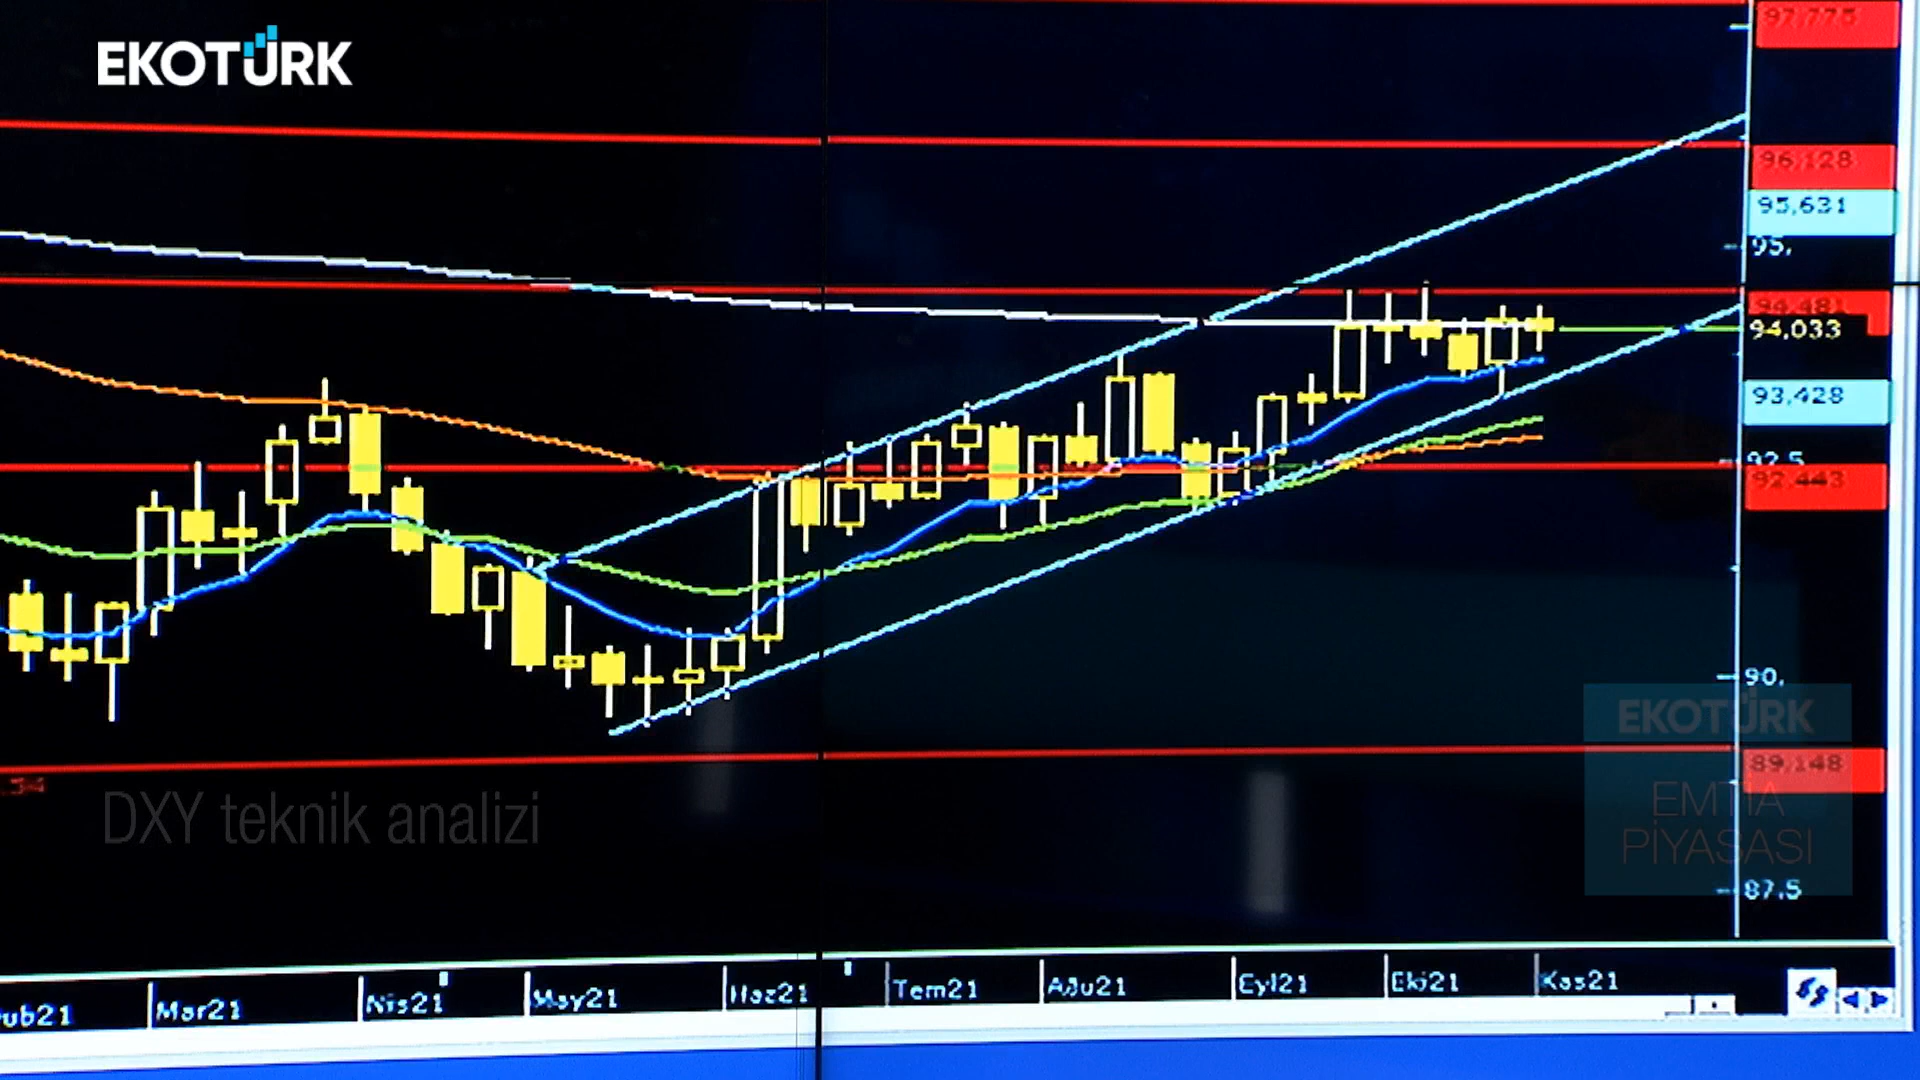 EKOTÜRK
97,775
96,128
95,631
95,
94,481
94,033
93,428
92,5
92,443
90,
EKOTÜRK
89,148
EMTİA
PİYASASI
87,5
DXY teknik analizi
ub21
Mar21
Nis21
May21
Haz21
Tem21
Ağu21
Eyl21
Eki21
Kas21